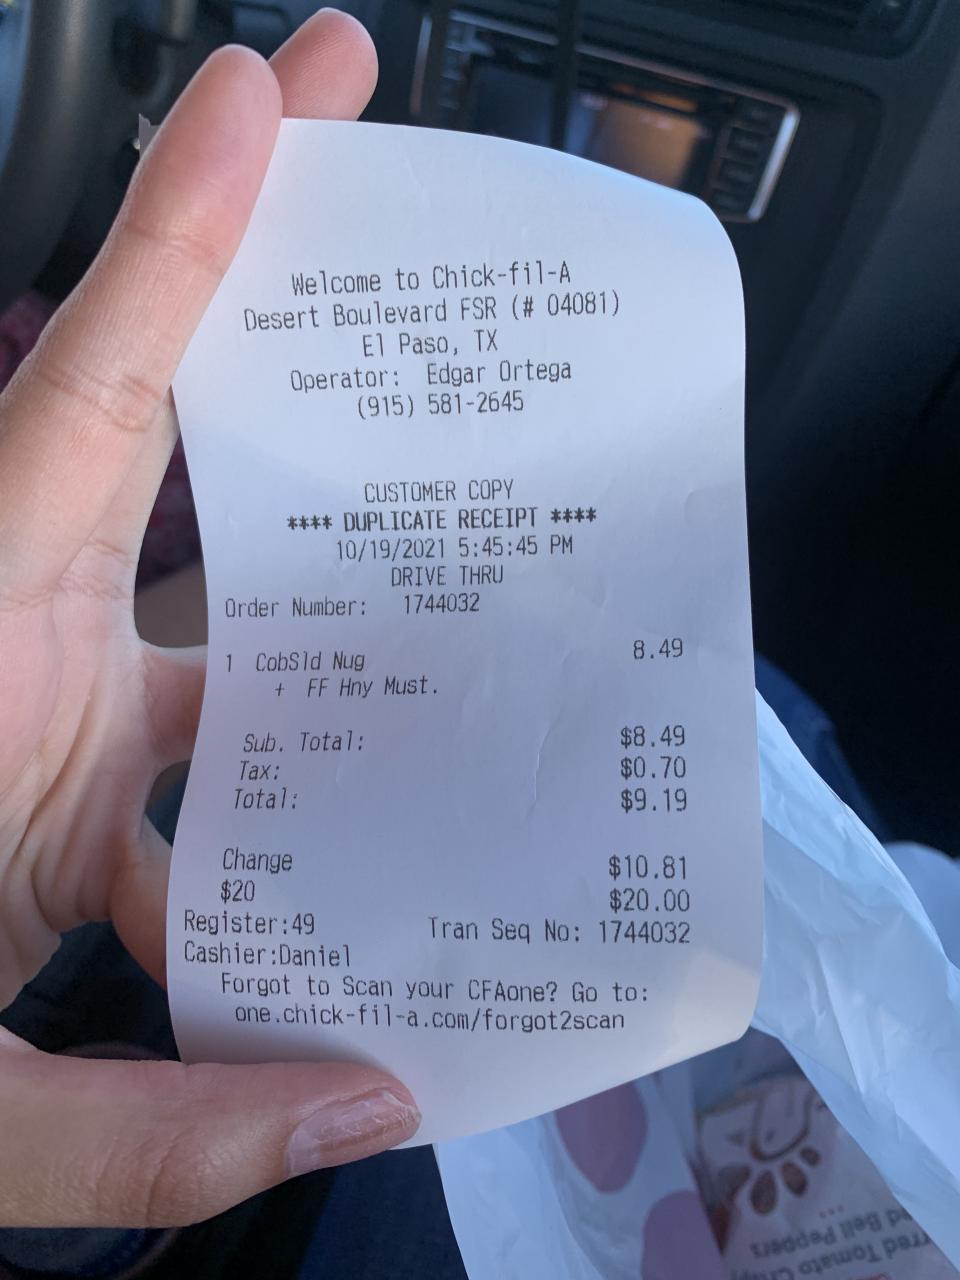 Welcome to Chick-fil-A
Desert Boulevard FSR (# 04081)
El Paso, TX
Operator: Edgar Ortega
(915) 581-2645
CUSTOMER COPY
**** DUPLICATE RECEIPT ****
10/19/2021 5:45:45 PM
DRIVE THRU
Order Number: 1744032
1 CobSld Nug 8.49
+ FF Hny Must.
Sub. Total: $8.49
Tax: $0.70
Total: $9.19
Change $10.81
$20 $20.00
Register:49 Tran Seq No: 1744032
Cashier:Daniel
Forgot to Scan your CFAone? Go to:
one.chick-fil-a.com/forgot2scan
Tomato
Bell Peppers